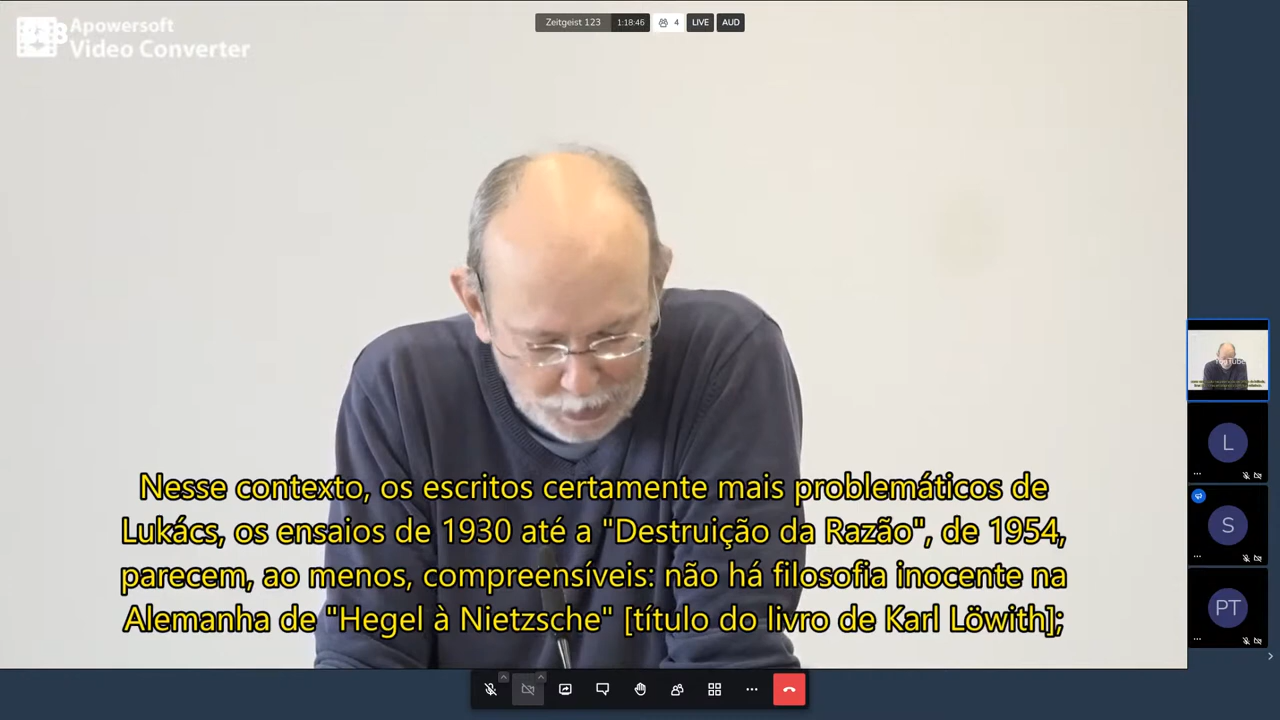 Apowersoft
Video Converter
Zeitgeist 123 1:18:46 4 LIVE AUD
YouTube
L
S
PT
Nesse contexto, os escritos certamente mais problemáticos de
Lukács, os ensaios de 1930 até a "Destruição da Razão", de 1954,
parecem, ao menos, compreensíveis: não há filosofia inocente na
Alemanha de "Hegel à Nietzsche" [título do livro de Karl Löwith];